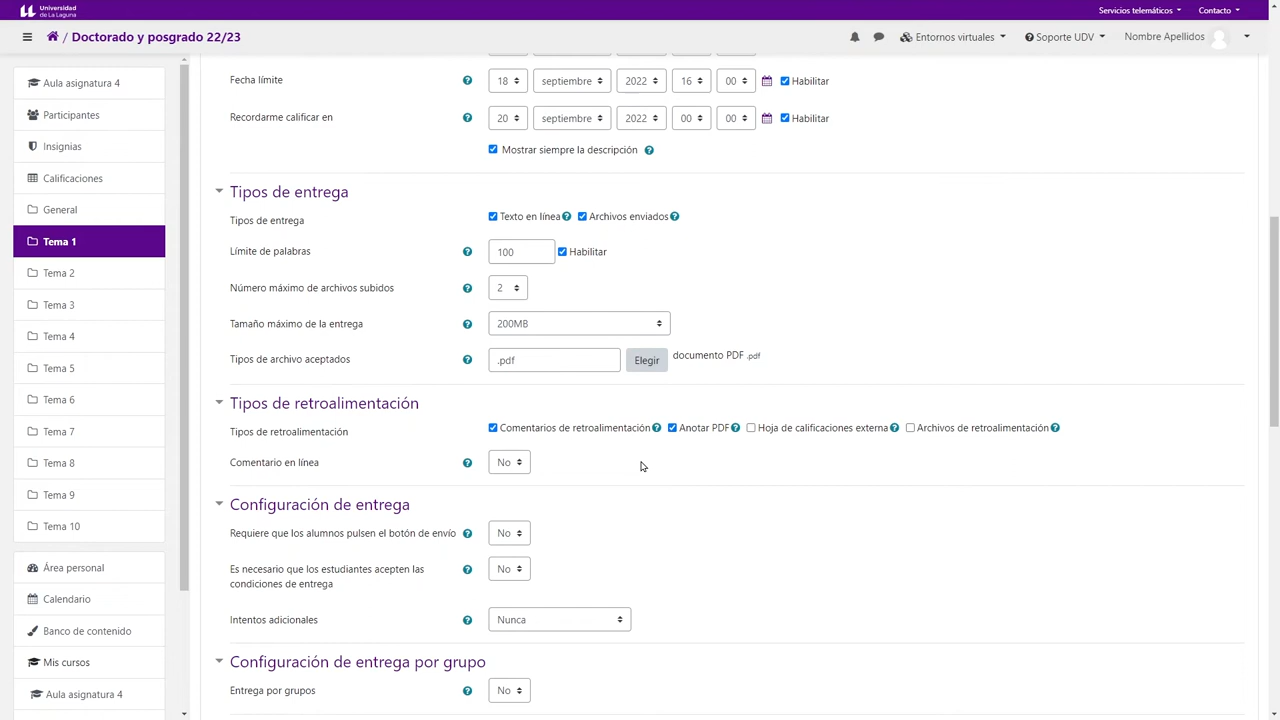 Universidad
de La Laguna
Servicios telemáticos
Contacto
/ Doctorado y posgrado 22/23
Entornos virtuales
Soporte UDV
Nombre Apellidos
Aula asignatura 4
Participantes
Insignias
Calificaciones
General
Tema 1
Tema 2
Tema 3
Tema 4
Tema 5
Tema 6
Tema 7
Tema 8
Tema 9
Tema 10
Área personal
Calendario
Banco de contenido
Mis cursos
Aula asignatura 4
Fecha límite
18 septiembre 2022 16 00 Habilitar
Recordarme calificar en
20 septiembre 2022 00 00 Habilitar
Mostrar siempre la descripción
Tipos de entrega
Tipos de entrega
Texto en línea Archivos enviados
Límite de palabras
100 Habilitar
Número máximo de archivos subidos
2
Tamaño máximo de la entrega
200MB
Tipos de archivo aceptados
.pdf Elegir documento PDF .pdf
Tipos de retroalimentación
Tipos de retroalimentación
Comentarios de retroalimentación Anotar PDF Hoja de calificaciones externa Archivos de retroalimentación
Comentario en línea
No
Configuración de entrega
Requiere que los alumnos pulsen el botón de envío
No
Es necesario que los estudiantes acepten las
condiciones de entrega
No
Intentos adicionales
Nunca
Configuración de entrega por grupo
Entrega por grupos
No